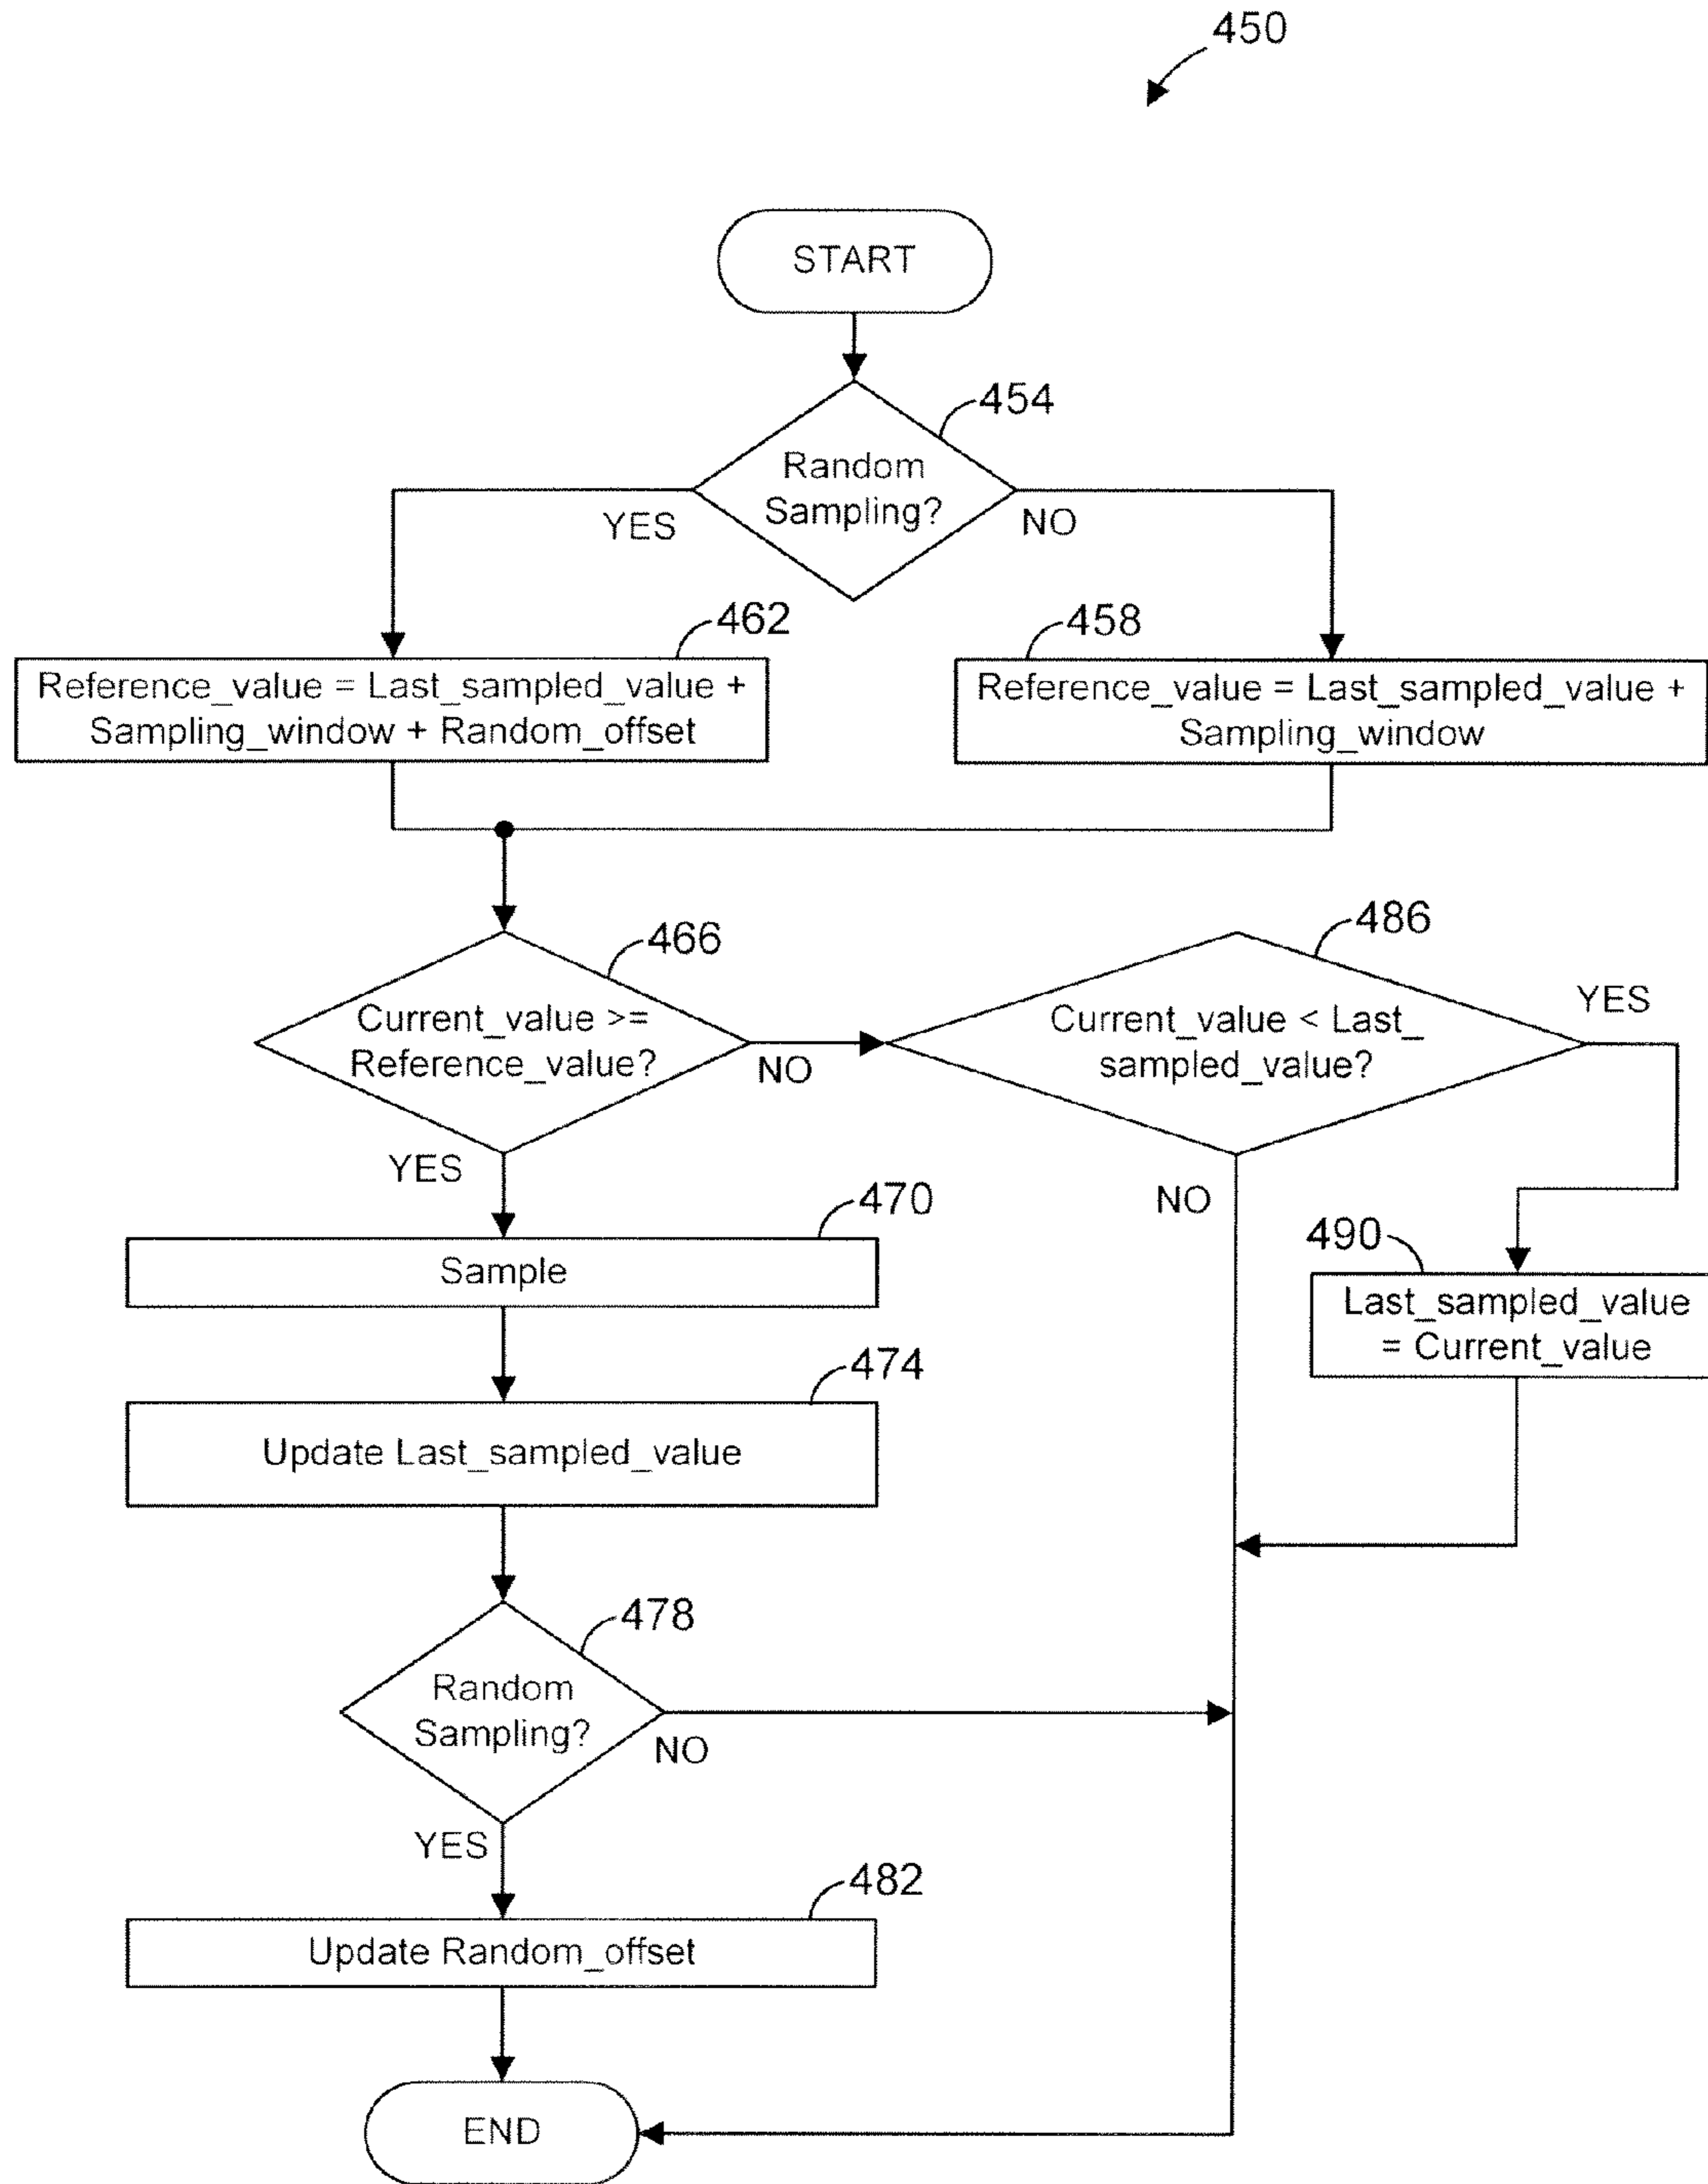 450
START
454
Random
Sampling?
YES
NO
462
458
Reference_value = Last_sampled_value +
Sampling_window + Random_offset
Reference_value = Last_sampled_value +
Sampling_window
466
486
Current_value >=
Reference_value?
NO
Current_value < Last_
sampled_value?
YES
YES
NO
470
Sample
490
Last_sampled_value
= Current_value
474
Update Last_sampled_value
478
Random
Sampling?
NO
YES
482
Update Random_offset
END